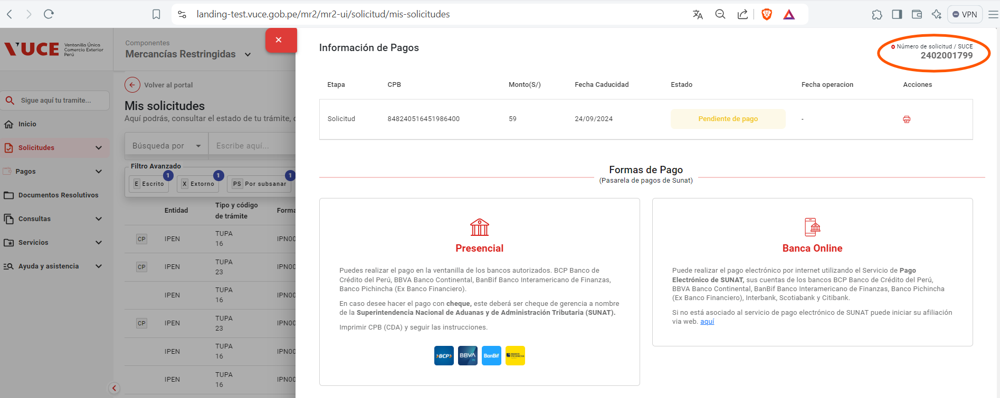 landing-test.vuce.gob.pe/mr2/mr2-ui/solicitud/mis-solicitudes
VPN
VUCE
Ventanilla Única
Comercio Exterior
Perú
Componentes
Mercancías Restringidas
Volver al portal
Sigue aquí tu tramite...
Inicio
Solicitudes
Pagos
Documentos Resolutivos
Consultas
Servicios
Ayuda y asistencia
Mis solicitudes
Aquí podrás, consultar el estado de tu trámite,
Búsqueda por
Escribe aquí...
Filtro Avanzado
E Escrito 1
X Extorno 1
PS Por subsanar 1
Entidad Tipo y código de trámite Forma
CP IPEN TUPA 16 IPN00
CP IPEN TUPA 23 IPN00
IPEN TUPA 16 IPN00
CP IPEN TUPA 23 IPN00
IPEN TUPA 16 IPN00
IPEN TUPA 16 IPN00
Información de Pagos
Número de solicitud / SUCE
2402001799
Etapa CPB Monto(S/) Fecha Caducidad Estado Fecha operacion Acciones
Solicitud 848240516451986400 59 24/09/2024 Pendiente de pago -
Formas de Pago
(Pasarela de pagos de Sunat)
Presencial
Puedes realizar el pago en la ventanilla de los bancos autorizados. BCP Banco de
Crédito del Perú, BBVA Banco Continental, BanBif Banco Interamericano de Finanzas,
Banco Pichincha (Ex Banco Financiero).
En caso desee hacer el pago con cheque, este deberá ser cheque de gerencia a nombre
de la Superintendencia Nacional de Aduanas y de Administración Tributaria (SUNAT).
Imprimir CPB (CDA) y seguir las instrucciones.
BCP
BBVA
BanBif
BANCO PICHINCHA
Banca Online
Puede realizar el pago electrónico por internet utilizando el Servicio de Pago
Electrónico de SUNAT, sus cuentas de los bancos BCP Banco de Crédito del Perú,
BBVA Banco Continental, BanBif Banco Interamericano de Finanzas, Banco Pichincha
(Ex Banco Financiero), Interbank, Scotiabank y Citibank.
Si no está asociado al servicio de pago electrónico de SUNAT puede iniciar su afiliación
via web. aquí